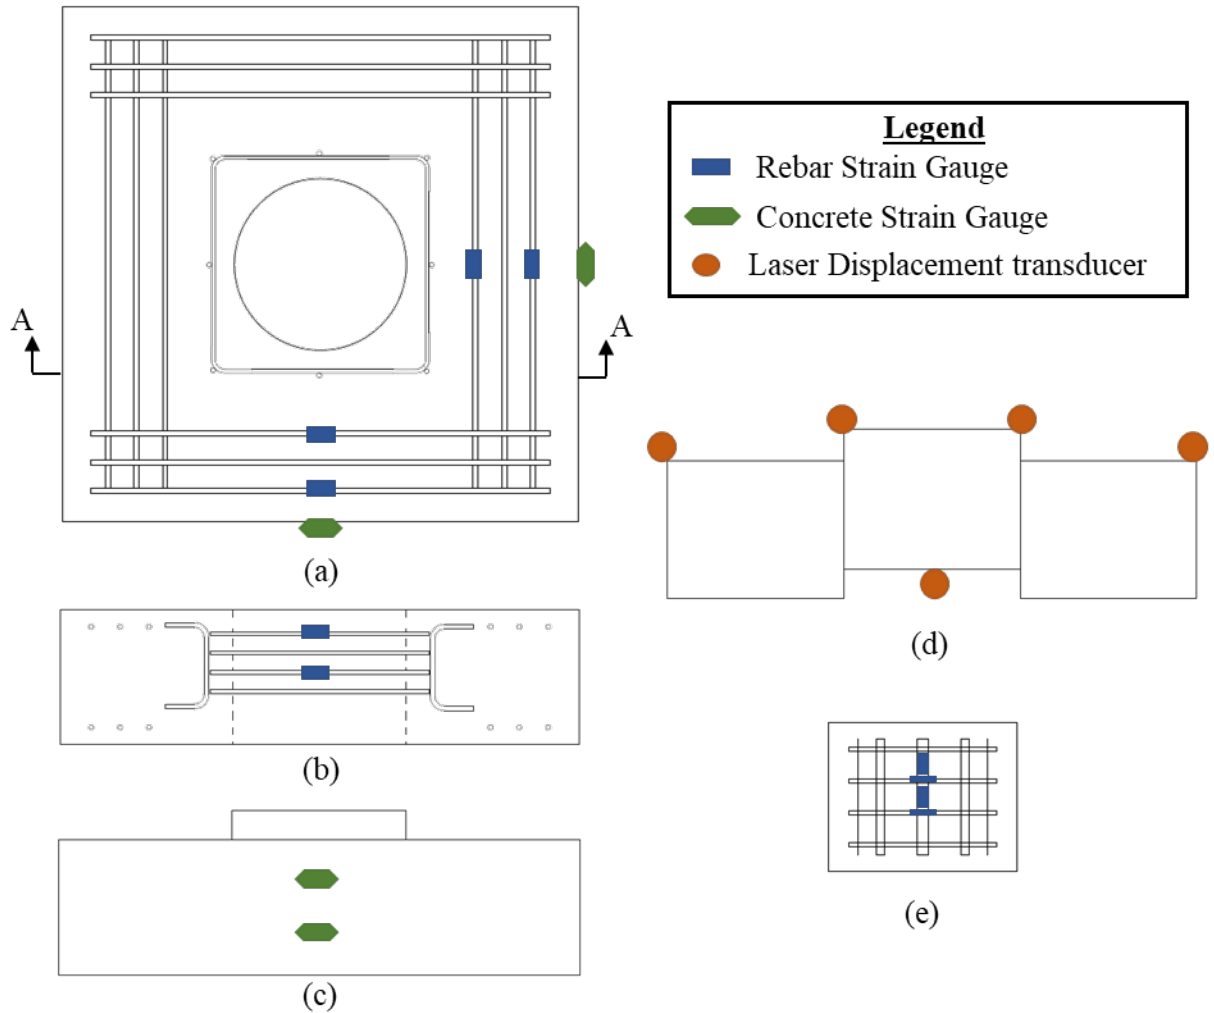 Legend
Rebar Strain Gauge
Concrete Strain Gauge
Laser Displacement transducer
A
A
(a)
(b)
(c)
(d)
(e)